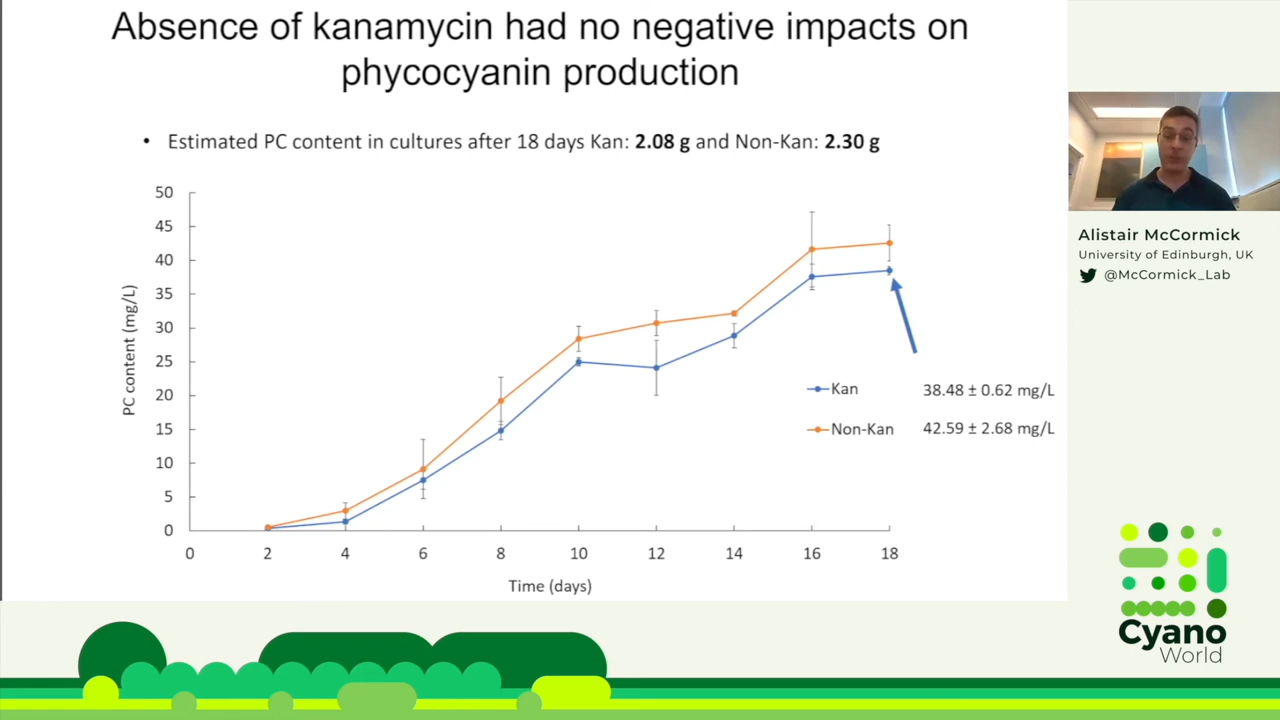 Absence of kanamycin had no negative impacts on
phycocyanin production
• Estimated PC content in cultures after 18 days Kan: 2.08 g and Non-Kan: 2.30 g
50
45
40
35
30
25
20
15
10
5
0
PC content (mg/L)
0 2 4 6 8 10 12 14 16 18
Time (days)
Kan 38.48 ± 0.62 mg/L
Non-Kan 42.59 ± 2.68 mg/L
Alistair McCormick
University of Edinburgh, UK
@McCormick_Lab
Cyano
World